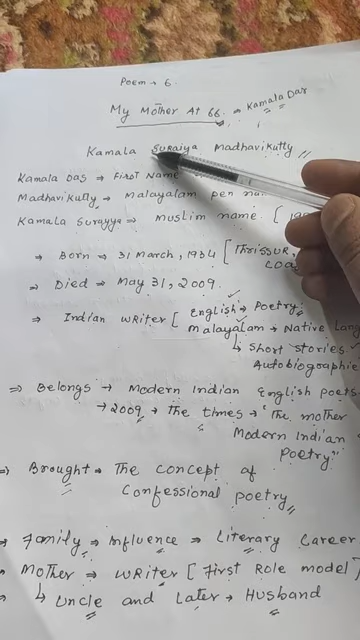 Poem → 6.
My Mother At 66. → Kamala Das
Kamala Suraiya Madhavikutty
Kamala Das → First Name
Madhavikutty → Malayalam pen
Kamala Surayya → Muslim name. [
→ Born → 31 March, 1934 [Thrissur,
→ Died → May 31, 2009.
→ Indian Writer [ English → Poetry.
Malayalam → Native
↳ Short stories
Autobiographie
⇒ Belongs → Modern Indian English poets
→ 2009 → The times → "The mother
Modern Indian
Poetry."
⇒ Brought → The concept of
Confessional poetry
→ Family → Influence → Literary Career
Mother → Writer [First Role model
↳ Uncle and Later → Husband